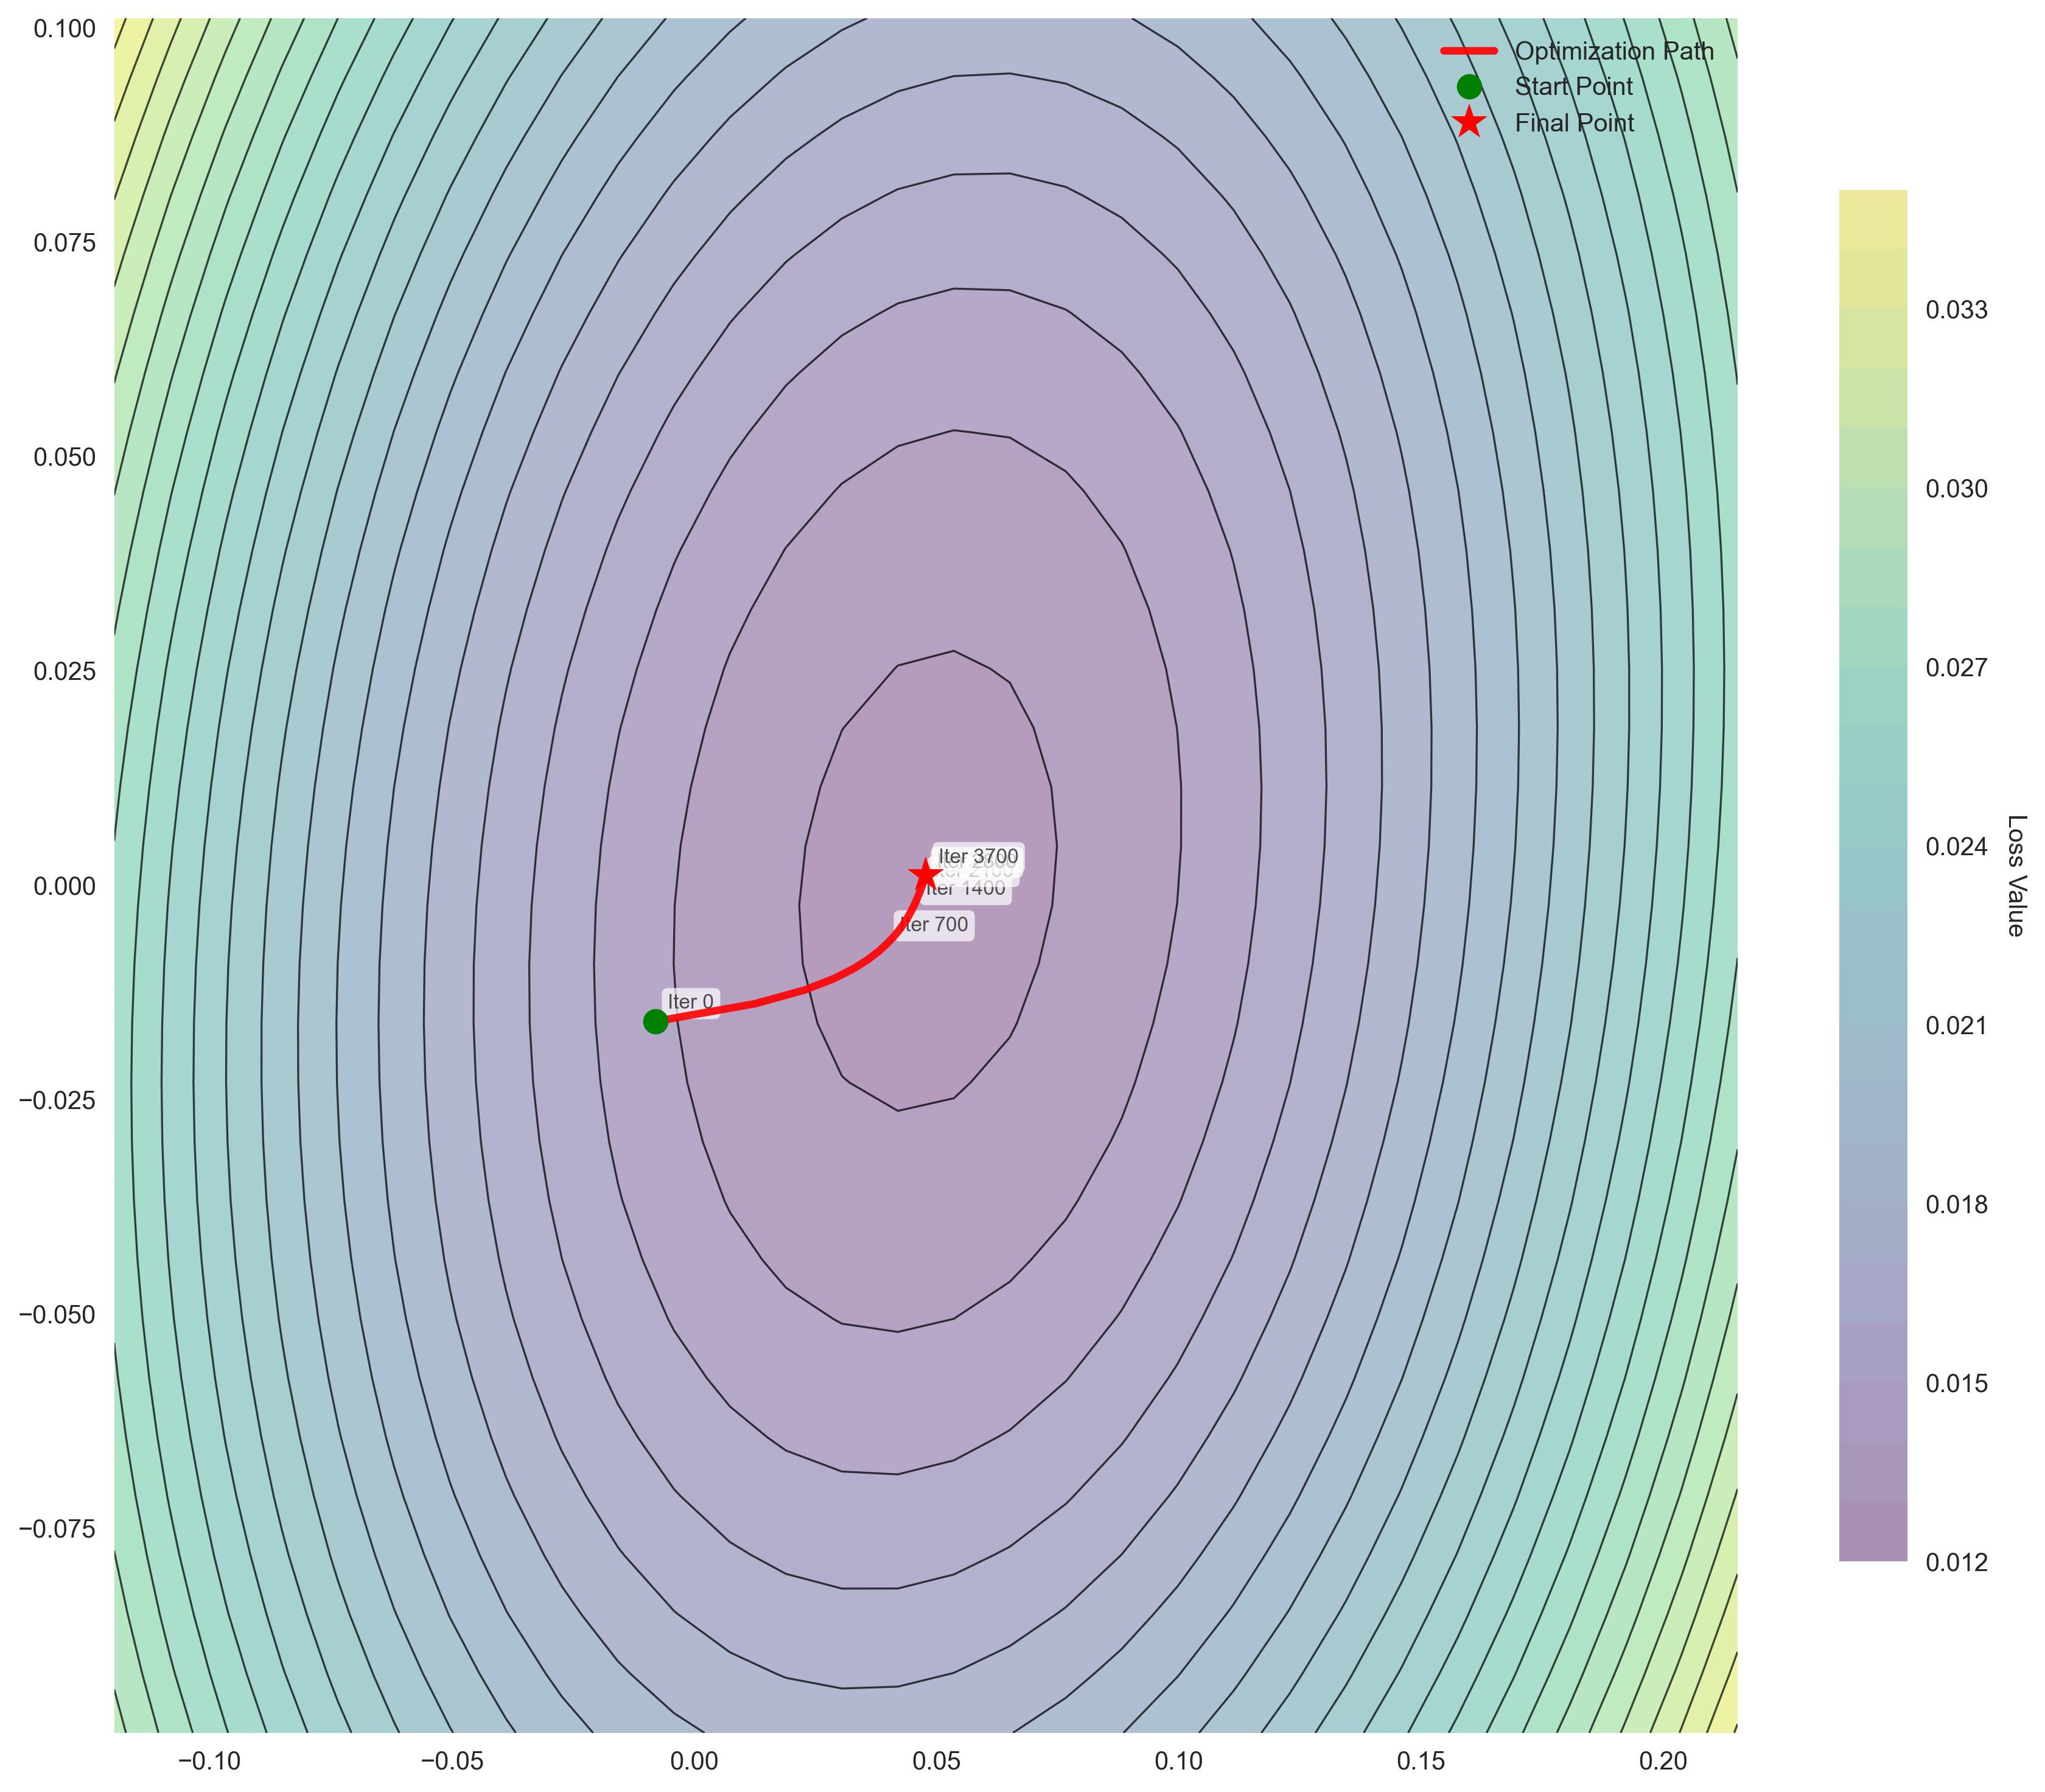 0.100
0.075
0.050
0.025
0.000
−0.025
−0.050
−0.075
−0.10
−0.05
0.00
0.05
0.10
0.15
0.20
Optimization Path
Start Point
Final Point
Iter 3700
Iter 1400
Iter 700
Iter 0
0.033
0.030
0.027
0.024
0.021
0.018
0.015
0.012
Loss Value